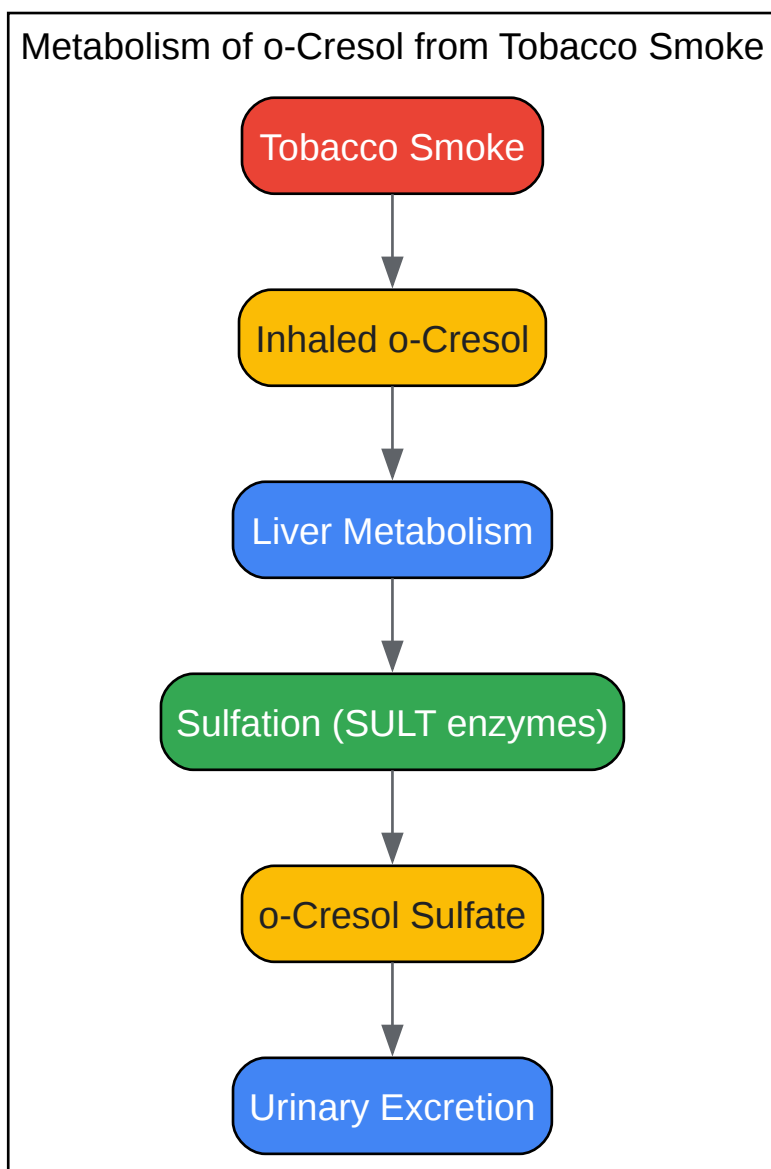 Metabolism of o-Cresol from Tobacco Smoke
Tobacco Smoke
Inhaled o-Cresol
Liver Metabolism
Sulfation (SULT enzymes)
o-Cresol Sulfate
Urinary Excretion